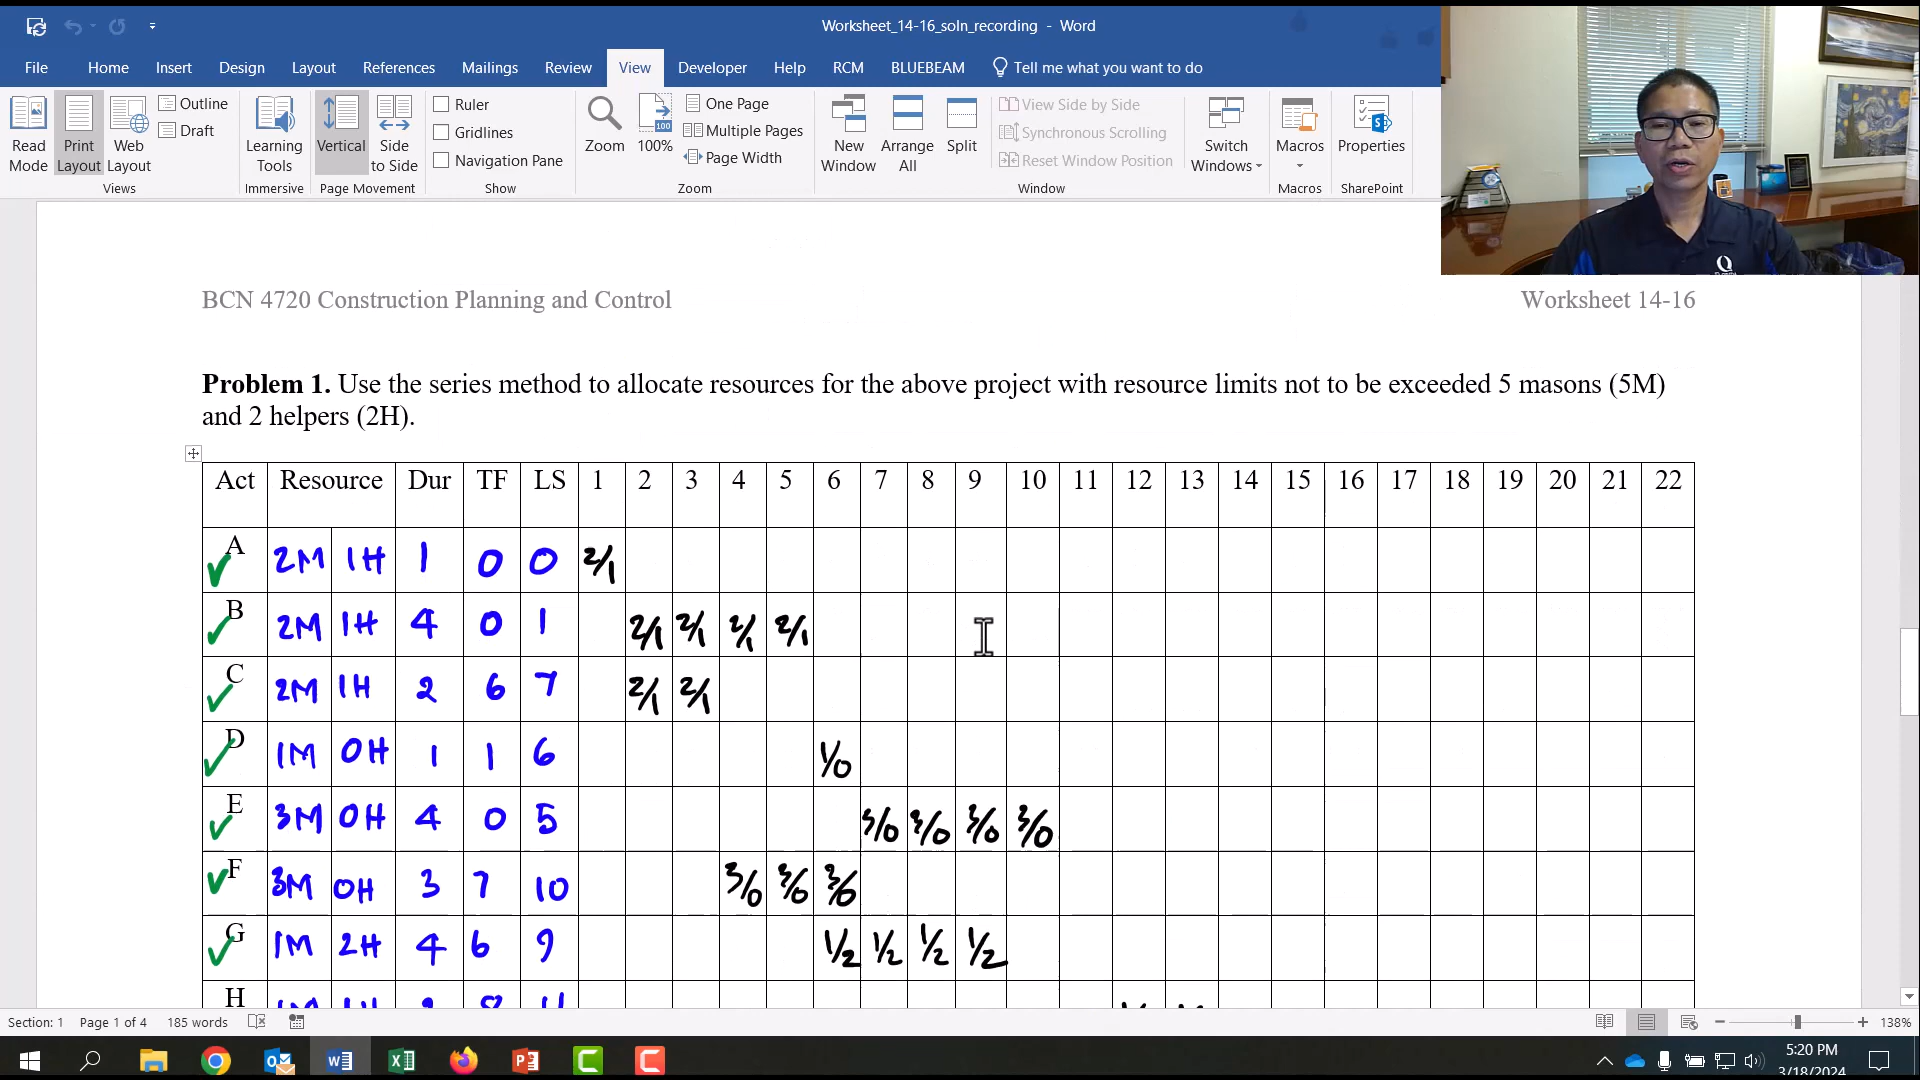 Worksheet_14-16_soln_recording - Word
File Home Insert Design Layout References Mailings Review View Developer Help RCM BLUEBEAM Tell me what you want to do
Read Mode
Print Layout
Web Layout
Outline
Draft
Views
Learning Tools
Immersive
Vertical
Side to Side
Page Movement
Ruler
Gridlines
Navigation Pane
Show
Zoom
100
100%
One Page
Multiple Pages
Page Width
Zoom
New Window
Arrange All
Split
View Side by Side
Synchronous Scrolling
Reset Window Position
Window
Switch Windows
Macros
Macros
Properties
SharePoint
BCN 4720 Construction Planning and Control Worksheet 14-16
Problem 1. Use the series method to allocate resources for the above project with resource limits not to be exceeded 5 masons (5M)
and 2 helpers (2H).
Act Resource Dur TF LS 1 2 3 4 5 6 7 8 9 10 11 12 13 14 15 16 17 18 19 20 21 22
A 2M 1H 1 0 0 2/1
B 2M 1H 4 0 1 2/1 2/1 2/1 2/1
C 2M 1H 2 6 7 2/1 2/1
D 1M 0H 1 1 6 1/0
E 3M 0H 4 0 5 3/0 3/0 3/0 3/0
F 3M 0H 3 7 10 3/0 3/0 3/0
G 1M 2H 4 6 9 1/2 1/2 1/2 1/2
H
Section: 1 Page 1 of 4 185 words 138%
5:20 PM
3/18/2024